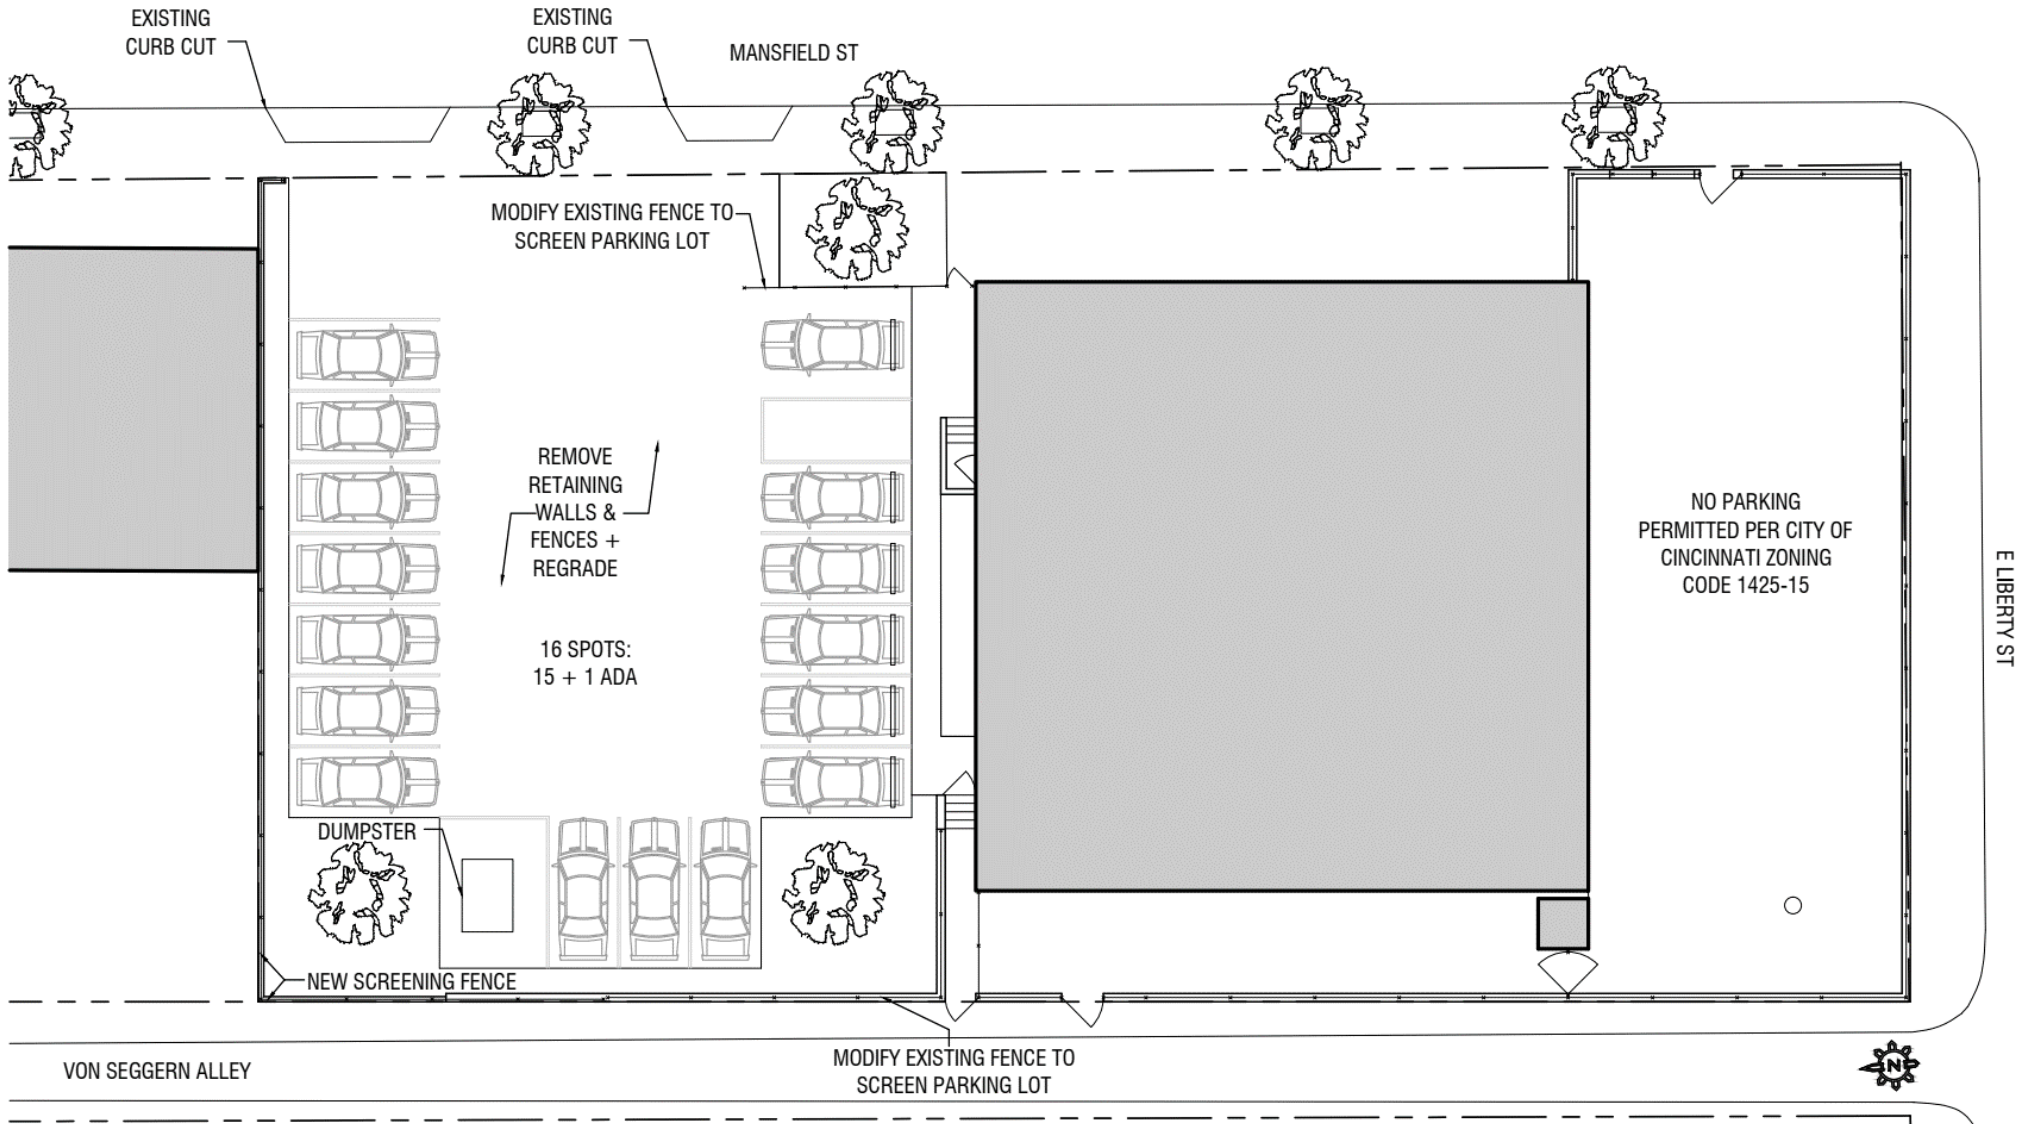 EXISTING
CURB CUT
EXISTING
CURB CUT
MANSFIELD ST
MODIFY EXISTING FENCE TO
SCREEN PARKING LOT
REMOVE
RETAINING
WALLS &
FENCES +
REGRADE
16 SPOTS:
15 + 1 ADA
NO PARKING
PERMITTED PER CITY OF
CINCINNATI ZONING
CODE 1425-15
E LIBERTY ST
DUMPSTER
NEW SCREENING FENCE
MODIFY EXISTING FENCE TO
SCREEN PARKING LOT
VON SEGGERN ALLEY
N